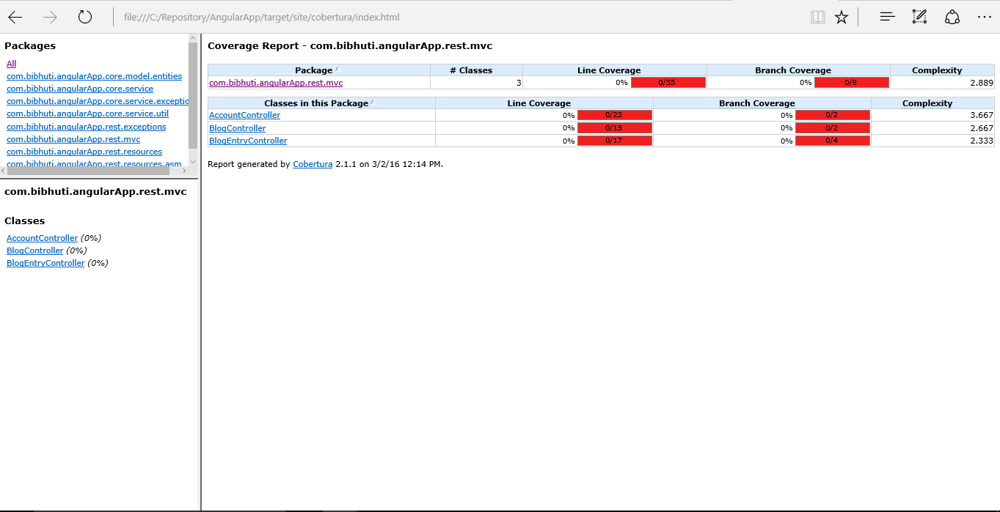 file:///C:/Repository/AngularApp/target/site/cobertura/index.html
Packages
All
com.bibhuti.angularApp.core.model.entities
com.bibhuti.angularApp.core.service
com.bibhuti.angularApp.core.service.exceptio
com.bibhuti.angularApp.core.service.util
com.bibhuti.angularApp.rest.exceptions
com.bibhuti.angularApp.rest.mvc
com.bibhuti.angularApp.rest.resources
com.bibhuti.angularApp.rest.resources.asm
com.bibhuti.angularApp.rest.mvc
Classes
AccountController (0%)
BlogController (0%)
BlogEntryController (0%)
Coverage Report - com.bibhuti.angularApp.rest.mvc
Package # Classes Line Coverage Branch Coverage Complexity
com.bibhuti.angularApp.rest.mvc 3 0% 0/55 0% 0/8 2.889
Classes in this Package Line Coverage Branch Coverage Complexity
AccountController 0% 0/23 0% 0/2 3.667
BlogController 0% 0/15 0% 0/2 2.667
BlogEntryController 0% 0/17 0% 0/4 2.333
Report generated by Cobertura 2.1.1 on 3/2/16 12:14 PM.